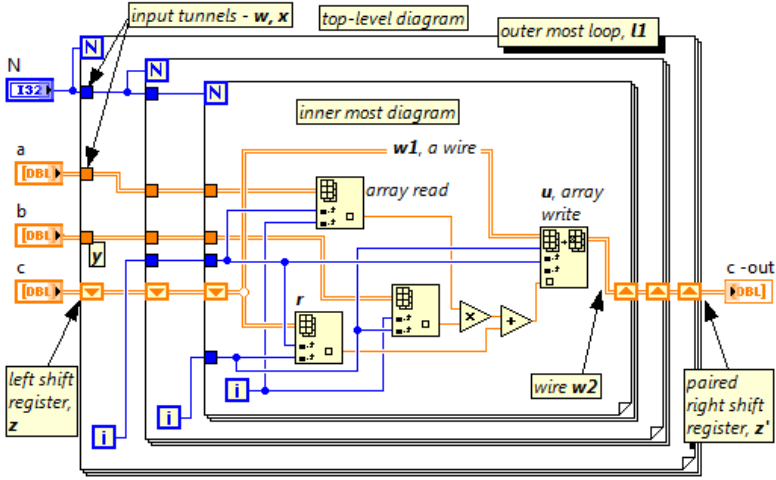 input tunnels - w, x
top-level diagram
outer most loop, l1
N
N
N
N
I32
inner most diagram
w1, a wire
a
[DBL]
array read
u, array
write
b
[DBL]
y
c
[DBL]
c -out
DBL]
r
x
+
left shift
register,
z
i
i
i
wire w2
paired
right shift
register, z'